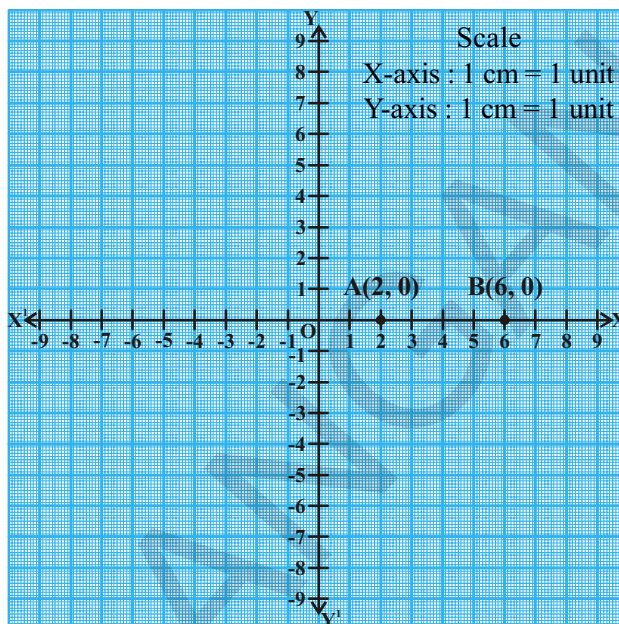 Y
Scale
X-axis : 1 cm = 1 unit
Y-axis : 1 cm = 1 unit
9
8
7
6
5
4
3
2
1
A(2, 0) B(6, 0)
X¹ O X
-9 -8 -7 -6 -5 -4 -3 -2 -1 1 2 3 4 5 6 7 8 9
-1
-2
-3
-4
-5
-6
-7
-8
-9
Y¹